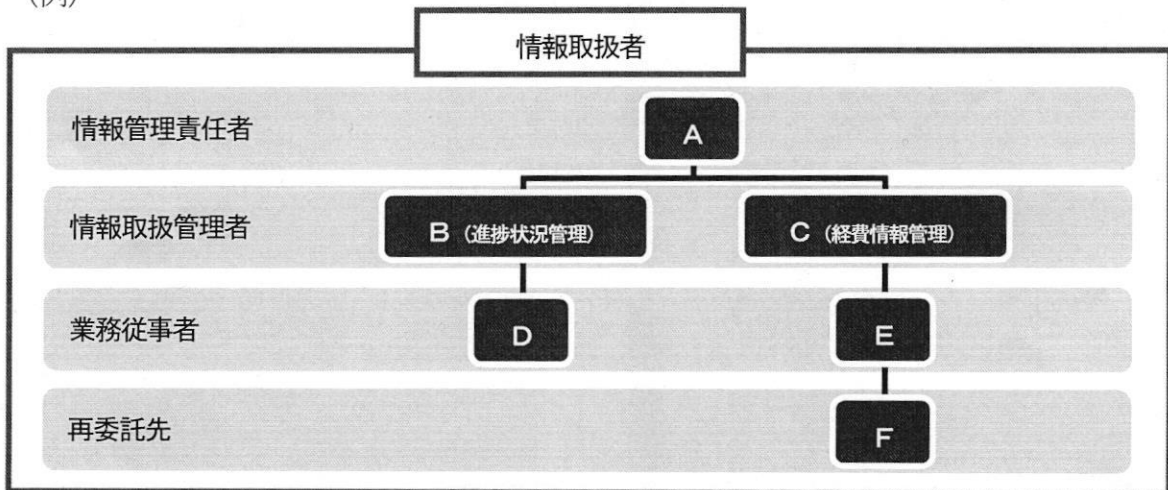 （例）
情報取扱者
情報管理責任者
A
情報取扱管理者
B（進捗状況管理）
C（経費情報管理）
業務従事者
D
E
再委託先
F